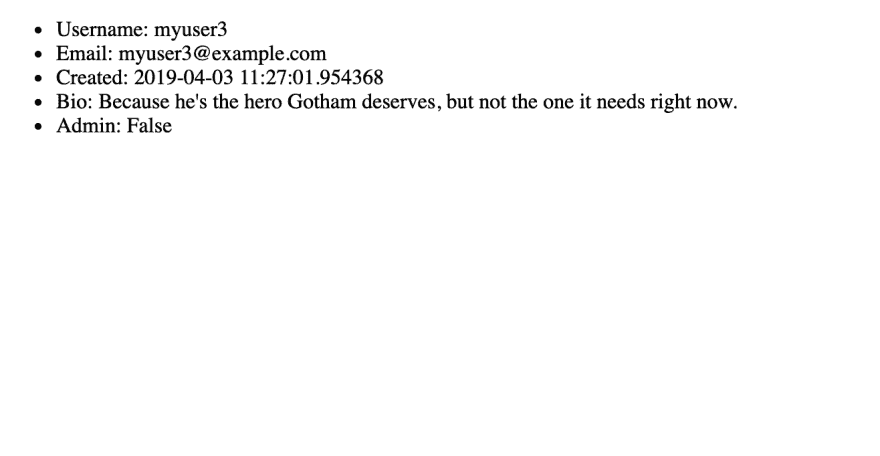 • Username: myuser3
• Email: myuser3@example.com
• Created: 2019-04-03 11:27:01.954368
• Bio: Because he's the hero Gotham deserves, but not the one it needs right now.
• Admin: False